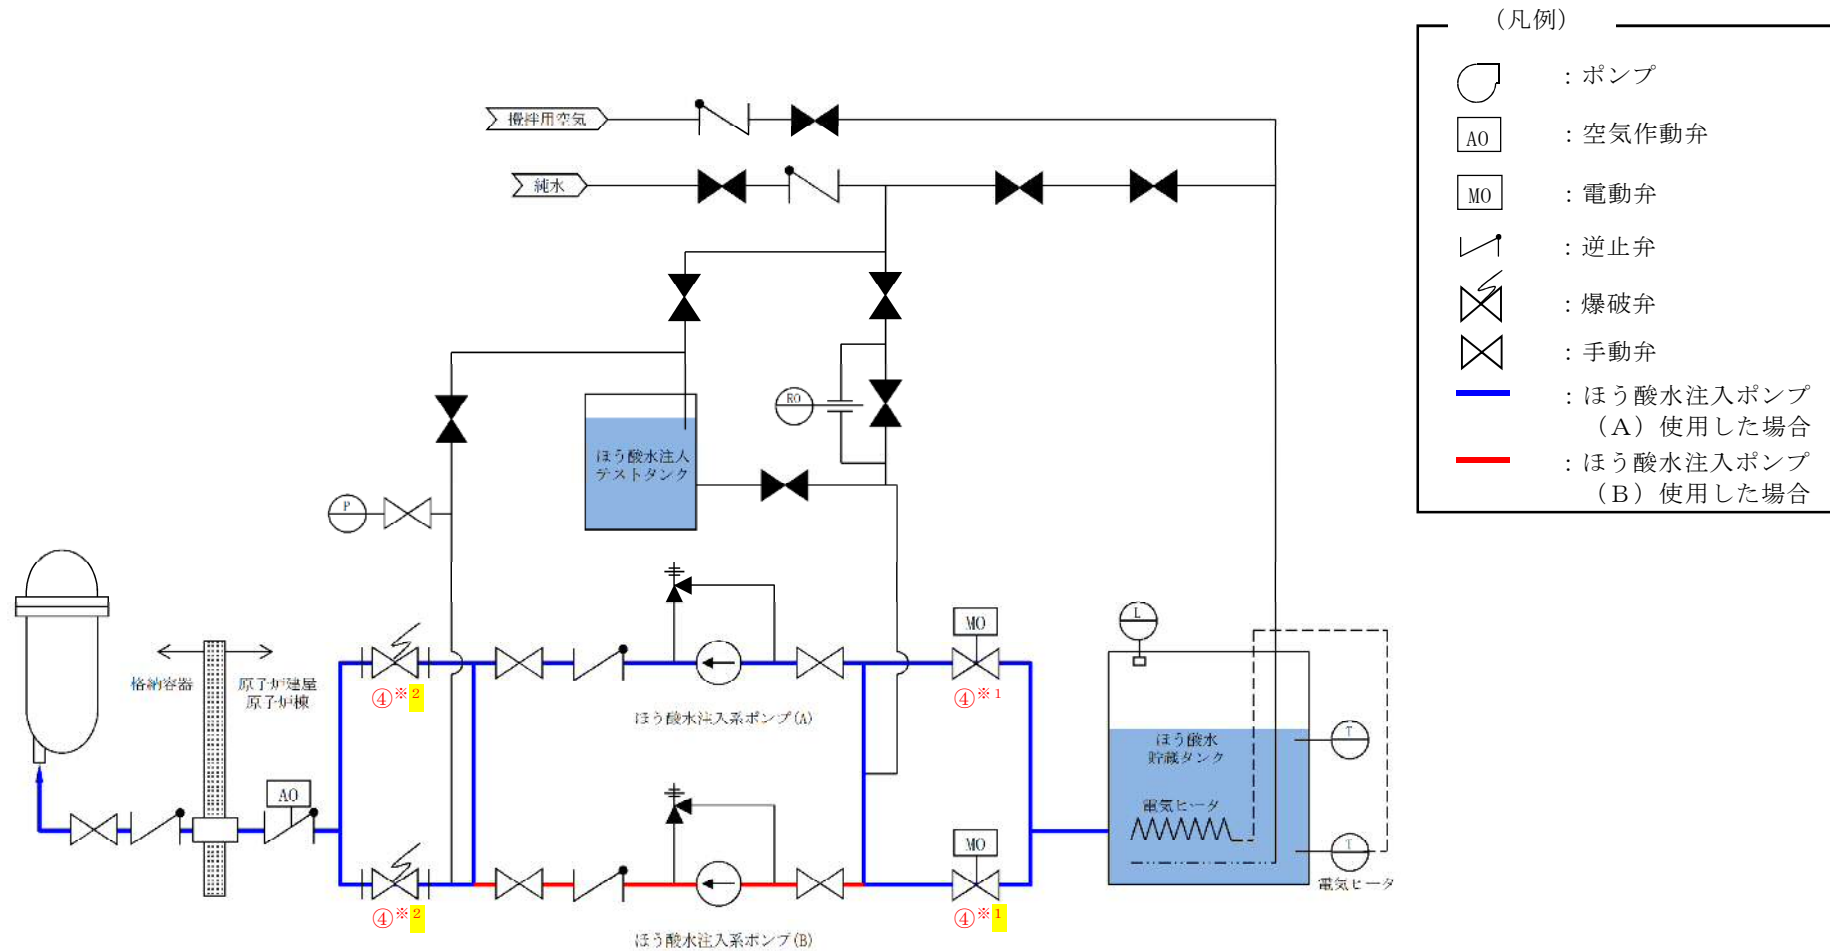 （凡例）
：ポンプ
AO
：空気作動弁
MO
：電動弁
：逆止弁
：爆破弁
：手動弁
：ほう酸水注入ポンプ
（A）使用した場合
：ほう酸水注入ポンプ
（B）使用した場合
攪拌用空気
純水
RO
ほう酸水注入
テストタンク
P
L
MO
MO
格納容器
原子炉建屋
原子炉棟
④※2
④※1
ほう酸水注入系ポンプ(A)
ほう酸水
貯蔵タンク
T
AO
電気ヒータ
T
電気ヒータ
④※2
④※1
ほう酸水注入系ポンプ(B)